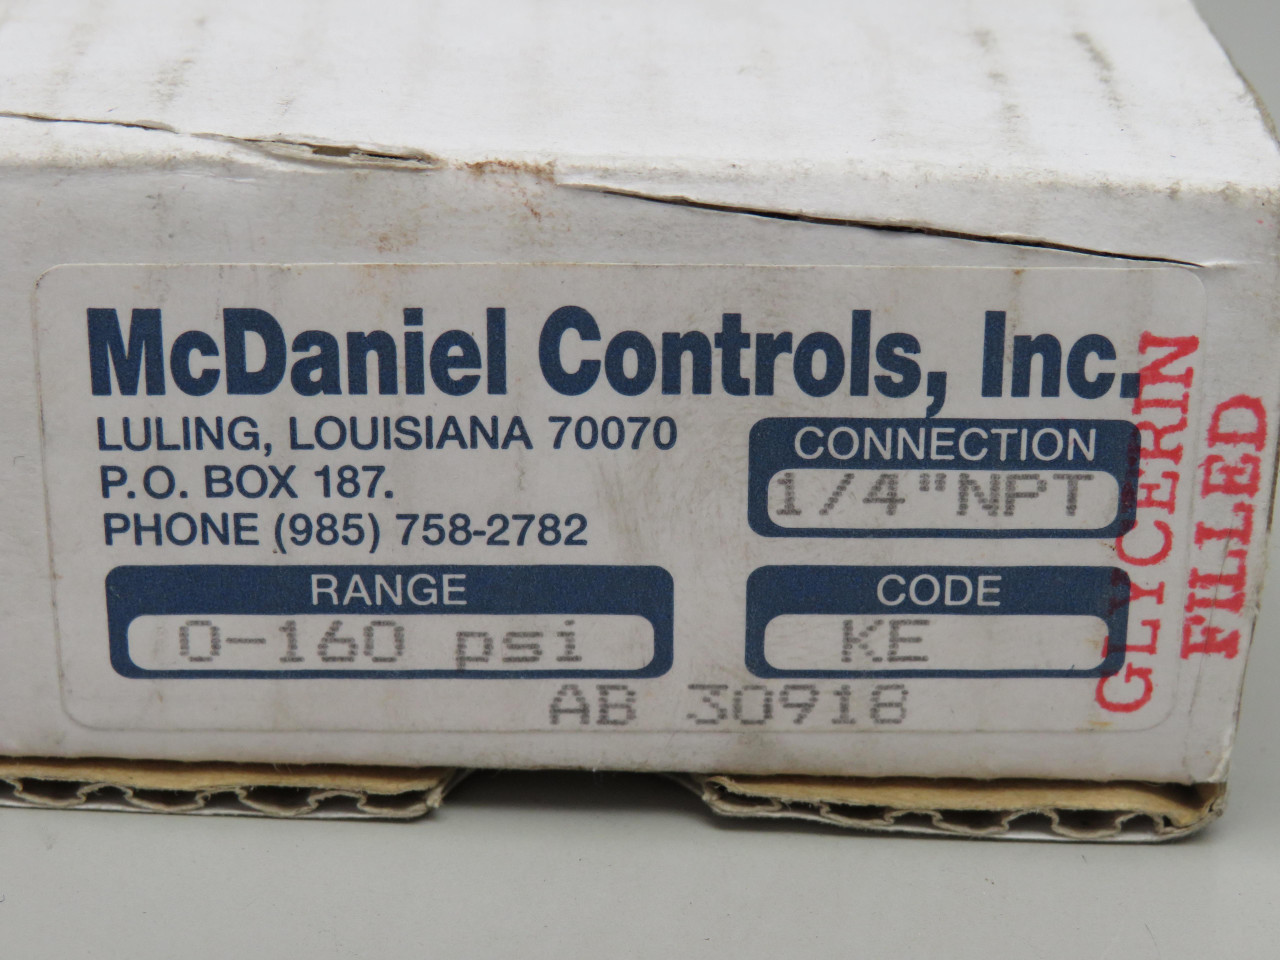 McDaniel Controls, Inc.
LULING, LOUISIANA 70070
P.O. BOX 187.
PHONE (985) 758-2782
CONNECTION
1/4"NPT
RANGE
0-160 psi
CODE
KE
AB 30918
GLYCERIN
FILLED